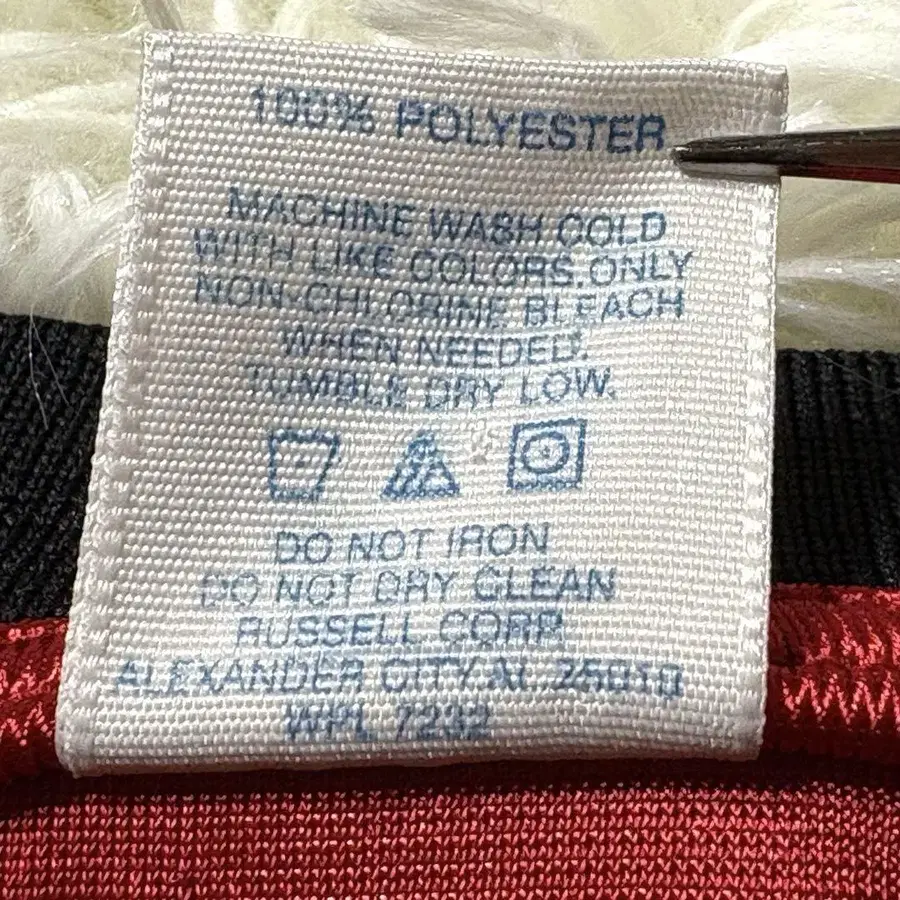 100% POLYESTER
MACHINE WASH COLD
WITH LIKE COLORS.ONLY
NON-CHLORINE BLEACH
WHEN NEEDED.
TUMBLE DRY LOW.
DO NOT IRON
DO NOT DRY CLEAN
RUSSELL CORP.
ALEXANDER CITY AL
WPL 7232